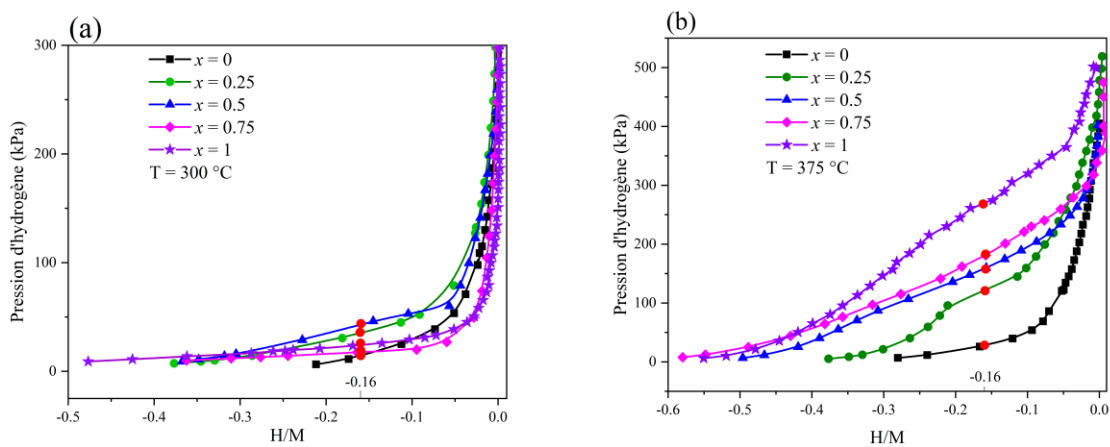 (a)
Pression d'hydrogène (kPa)
300
200
100
0
x = 0
x = 0.25
x = 0.5
x = 0.75
x = 1
T = 300 °C
-0.16
-0.5 -0.4 -0.3 -0.2 -0.1 0.0
H/M
(b)
Pression d'hydrogène (kPa)
500
400
300
200
100
0
x = 0
x = 0.25
x = 0.5
x = 0.75
x = 1
T = 375 °C
-0.16
-0.6 -0.5 -0.4 -0.3 -0.2 -0.1 0.0
H/M